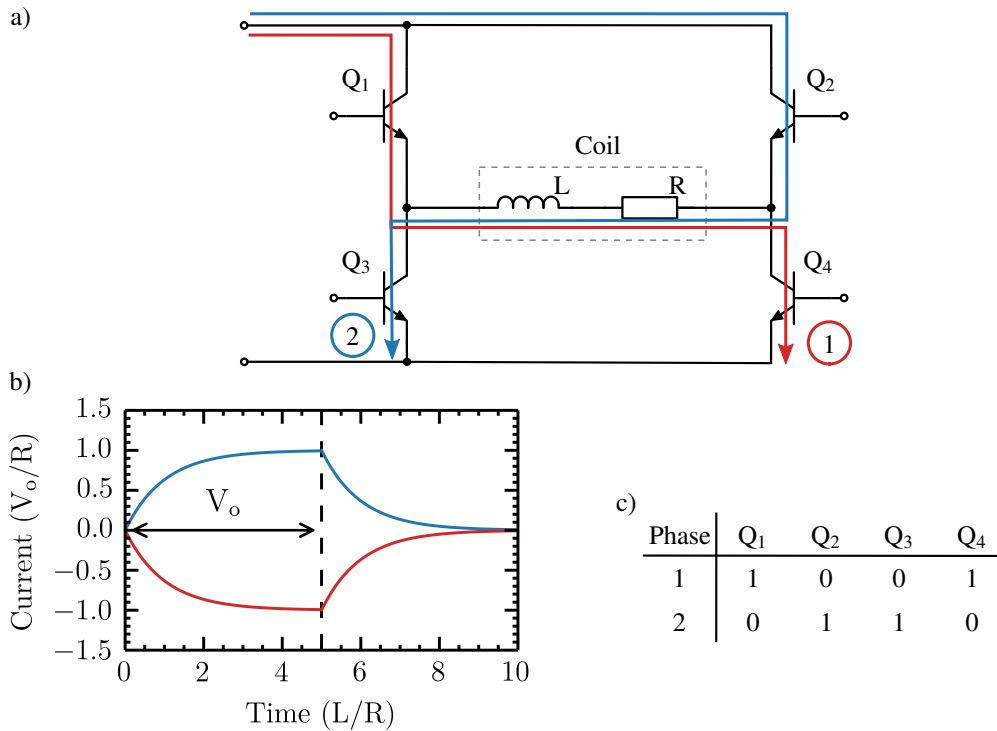 a)
Q1 Q2
Coil
L R
Q3 Q4
2 1
b)
1.5
1.0
0.5
0.0
−0.5
−1.0
−1.5
Current (Vo/R)
Vo
0 2 4 6 8 10
Time (L/R)
c)
Phase Q1 Q2 Q3 Q4
1 1 0 0 1
2 0 1 1 0